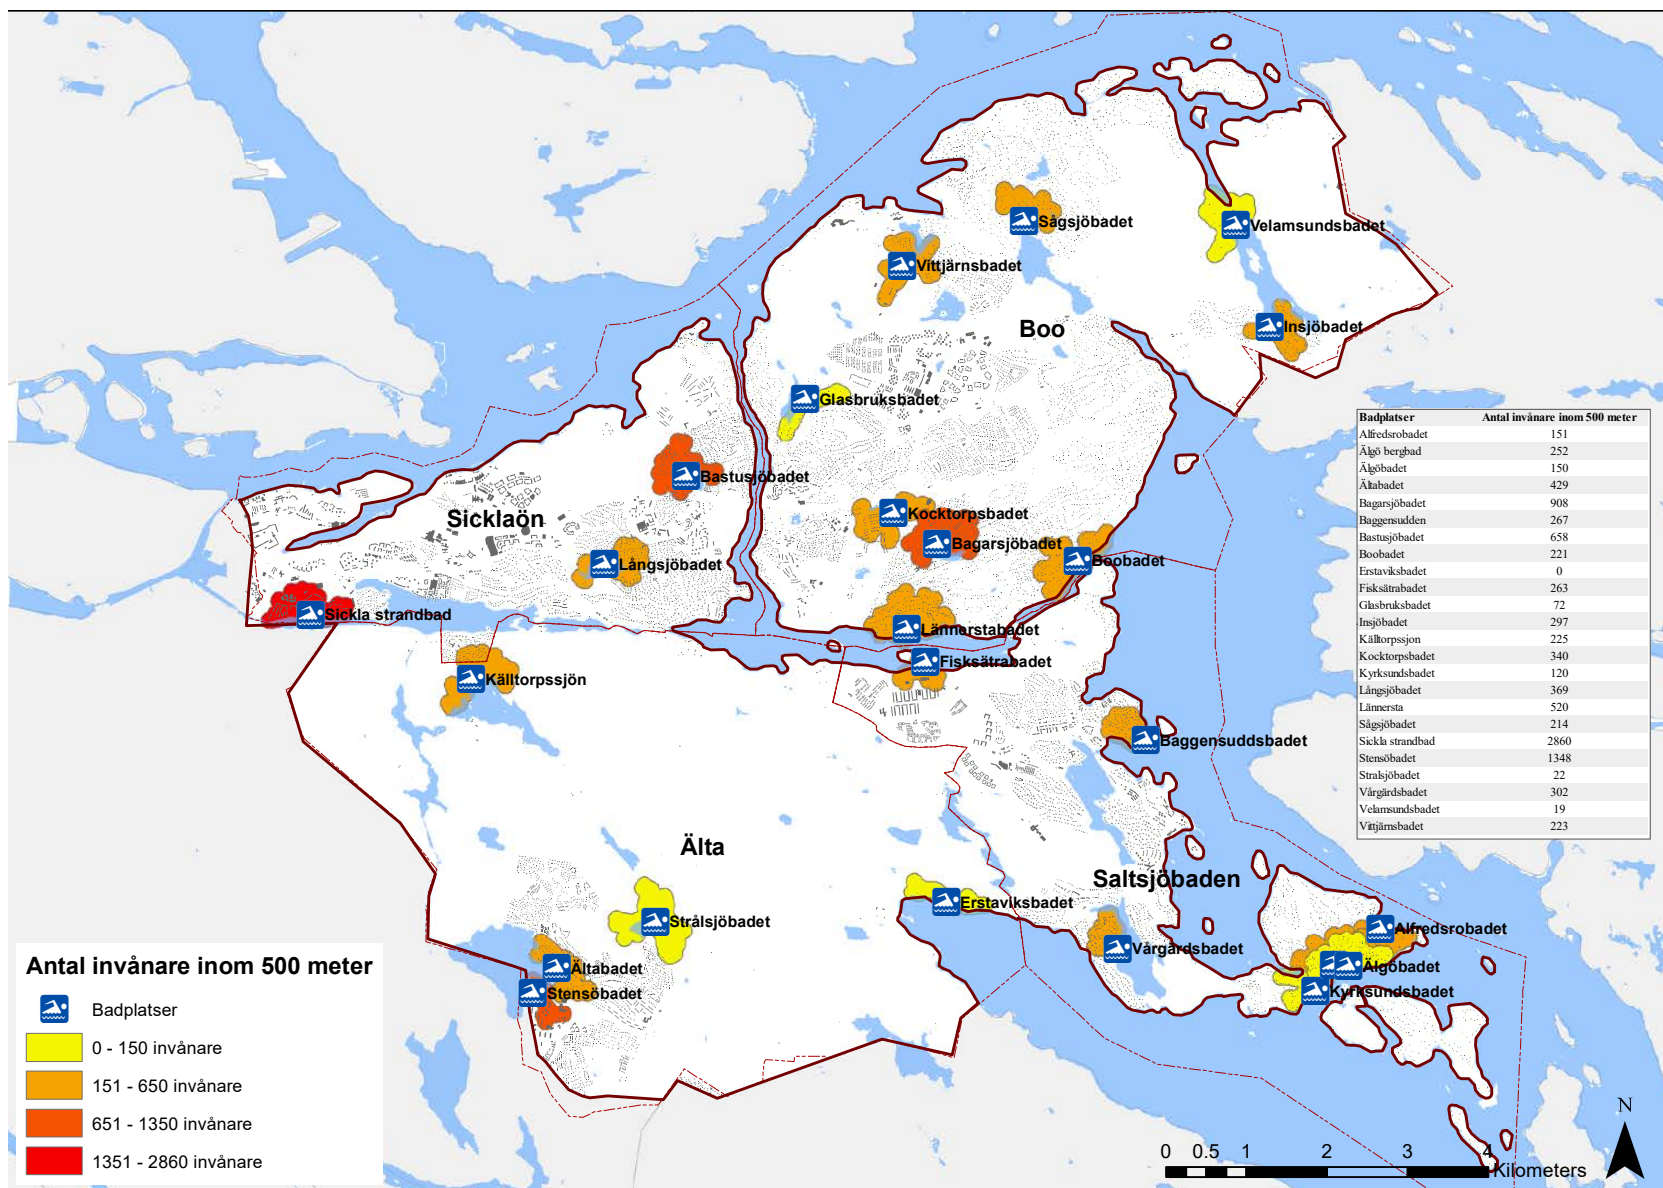 Sågsjöbadet
Velamsundsbadet
Vittjärnsbadet
Boo
Insjöbadet
Glasbruksbadet
Bastusjöbadet
Sicklaön
Kocktorpsbadet
Bagarsjöbadet
Långsjöbadet
Boobadet
Sickla strandbad
Lännerstabadet
Fisksätrabadet
Källtorpssjön
Baggensuddsbadet
Älta
Saltsjöbaden
Erstaviksbadet
Strålsjöbadet
Alfredsrobadet
Vårgärdsbadet
Ältabadet
Älgöbadet
Stensöbadet
Kyrksundsbadet
Badplatser Antal invånare inom 500 meter
Alfredsrobadet 151
Älgö bergbad 252
Älgöbadet 150
Ältabadet 429
Bagarsjöbadet 908
Baggensudden 267
Bastusjöbadet 658
Boobadet 221
Erstaviksbadet 0
Fisksätrabadet 263
Glasbruksbadet 72
Insjöbadet 297
Källtorpssjon 225
Kocktorpsbadet 340
Kyrksundsbadet 120
Långsjöbadet 369
Lännersta 520
Sågsjöbadet 214
Sickla strandbad 2860
Stensöbadet 1348
Stralsjöbadet 22
Vårgärdsbadet 302
Velamsundsbadet 19
Vittjärnsbadet 223
Antal invånare inom 500 meter
Badplatser
0 - 150 invånare
151 - 650 invånare
651 - 1350 invånare
1351 - 2860 invånare
N
0 0.5 1 2 3 4
Kilometers